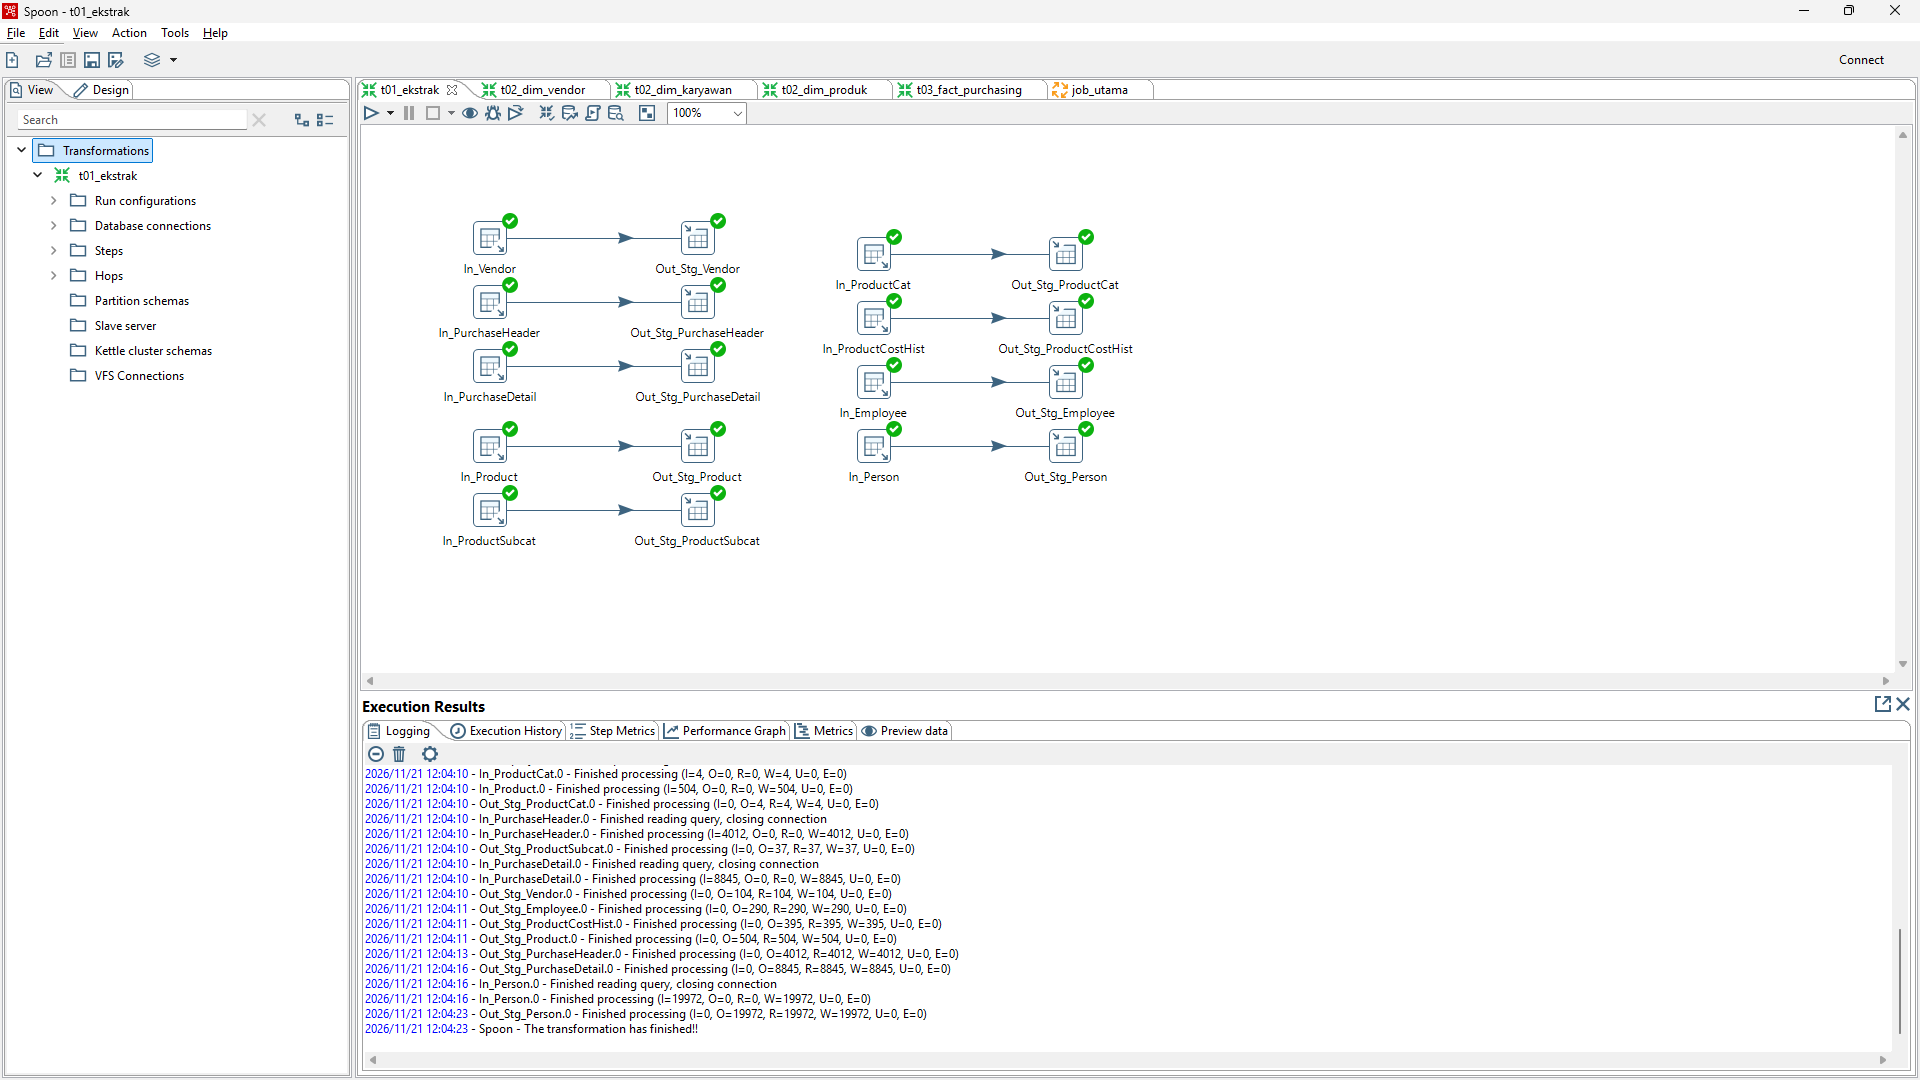 Spoon - t01_ekstrak
File Edit View Action Tools Help
Connect
View Design
Search
Transformations
t01_ekstrak
Run configurations
Database connections
Steps
Hops
Partition schemas
Slave server
Kettle cluster schemas
VFS Connections
t01_ekstrak t02_dim_vendor t02_dim_karyawan t02_dim_produk t03_fact_purchasing job_utama
100%
In_Vendor Out_Stg_Vendor
In_PurchaseHeader Out_Stg_PurchaseHeader
In_PurchaseDetail Out_Stg_PurchaseDetail
In_Product Out_Stg_Product
In_ProductSubcat Out_Stg_ProductSubcat
In_ProductCat Out_Stg_ProductCat
In_ProductCostHist Out_Stg_ProductCostHist
In_Employee Out_Stg_Employee
In_Person Out_Stg_Person
Execution Results
Logging Execution History Step Metrics Performance Graph Metrics Preview data
2026/11/21 12:04:10 - In_ProductCat.0 - Finished processing (I=4, O=0, R=0, W=4, U=0, E=0)
2026/11/21 12:04:10 - In_Product.0 - Finished processing (I=504, O=0, R=0, W=504, U=0, E=0)
2026/11/21 12:04:10 - Out_Stg_ProductCat.0 - Finished processing (I=0, O=4, R=4, W=4, U=0, E=0)
2026/11/21 12:04:10 - In_PurchaseHeader.0 - Finished reading query, closing connection
2026/11/21 12:04:10 - In_PurchaseHeader.0 - Finished processing (I=4012, O=0, R=0, W=4012, U=0, E=0)
2026/11/21 12:04:10 - Out_Stg_ProductSubcat.0 - Finished processing (I=0, O=37, R=37, W=37, U=0, E=0)
2026/11/21 12:04:10 - In_PurchaseDetail.0 - Finished reading query, closing connection
2026/11/21 12:04:10 - In_PurchaseDetail.0 - Finished processing (I=8845, O=0, R=0, W=8845, U=0, E=0)
2026/11/21 12:04:10 - Out_Stg_Vendor.0 - Finished processing (I=0, O=104, R=104, W=104, U=0, E=0)
2026/11/21 12:04:11 - Out_Stg_Employee.0 - Finished processing (I=0, O=290, R=290, W=290, U=0, E=0)
2026/11/21 12:04:11 - Out_Stg_ProductCostHist.0 - Finished processing (I=0, O=395, R=395, W=395, U=0, E=0)
2026/11/21 12:04:11 - Out_Stg_Product.0 - Finished processing (I=0, O=504, R=504, W=504, U=0, E=0)
2026/11/21 12:04:13 - Out_Stg_PurchaseHeader.0 - Finished processing (I=0, O=4012, R=4012, W=4012, U=0, E=0)
2026/11/21 12:04:16 - Out_Stg_PurchaseDetail.0 - Finished processing (I=0, O=8845, R=8845, W=8845, U=0, E=0)
2026/11/21 12:04:16 - In_Person.0 - Finished reading query, closing connection
2026/11/21 12:04:16 - In_Person.0 - Finished processing (I=19972, O=0, R=0, W=19972, U=0, E=0)
2026/11/21 12:04:23 - Out_Stg_Person.0 - Finished processing (I=0, O=19972, R=19972, W=19972, U=0, E=0)
2026/11/21 12:04:23 - Spoon - The transformation has finished!!